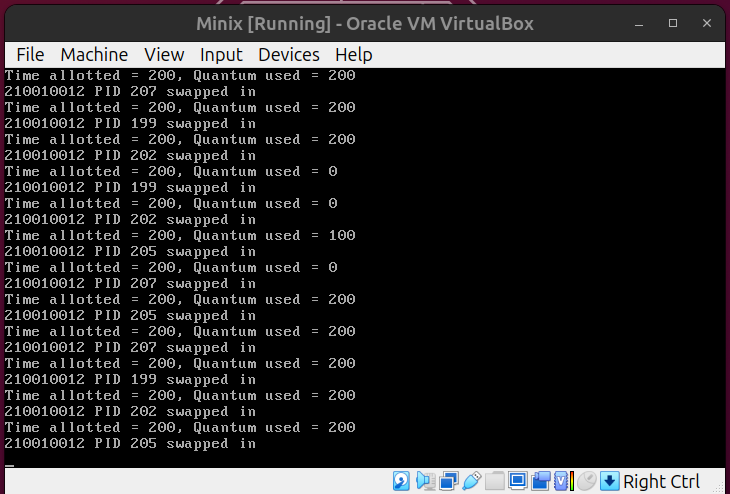 Minix [Running] - Oracle VM VirtualBox
File Machine View Input Devices Help
Time allotted = 200, Quantum used = 200
210010012 PID 207 swapped in
Time allotted = 200, Quantum used = 200
210010012 PID 199 swapped in
Time allotted = 200, Quantum used = 200
210010012 PID 202 swapped in
Time allotted = 200, Quantum used = 0
210010012 PID 199 swapped in
Time allotted = 200, Quantum used = 0
210010012 PID 202 swapped in
Time allotted = 200, Quantum used = 100
210010012 PID 205 swapped in
Time allotted = 200, Quantum used = 0
210010012 PID 207 swapped in
Time allotted = 200, Quantum used = 200
210010012 PID 205 swapped in
Time allotted = 200, Quantum used = 200
210010012 PID 207 swapped in
Time allotted = 200, Quantum used = 200
210010012 PID 199 swapped in
Time allotted = 200, Quantum used = 200
210010012 PID 202 swapped in
Time allotted = 200, Quantum used = 200
210010012 PID 205 swapped in
Right Ctrl